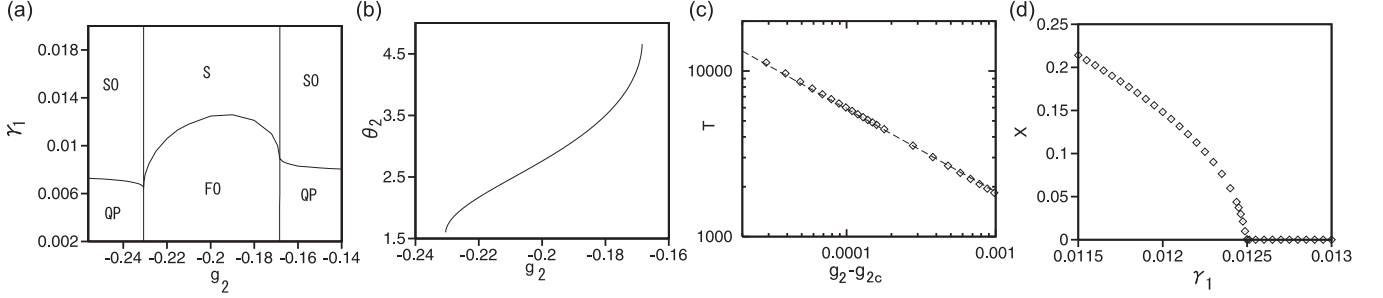 (a)
0.018
0.014
0.01
0.006
0.002
γ1
SO
S
SO
QP
FO
QP
-0.24 -0.22 -0.2 -0.18 -0.16 -0.14
g2
(b)
4.5
3.5
2.5
1.5
θ2
-0.24 -0.22 -0.2 -0.18 -0.16
g2
(c)
10000
1000
T
0.0001 0.001
g2-g2c
(d)
0.25
0.2
0.15
0.1
0.05
0
X
0.0115 0.012 0.0125 0.013
γ1